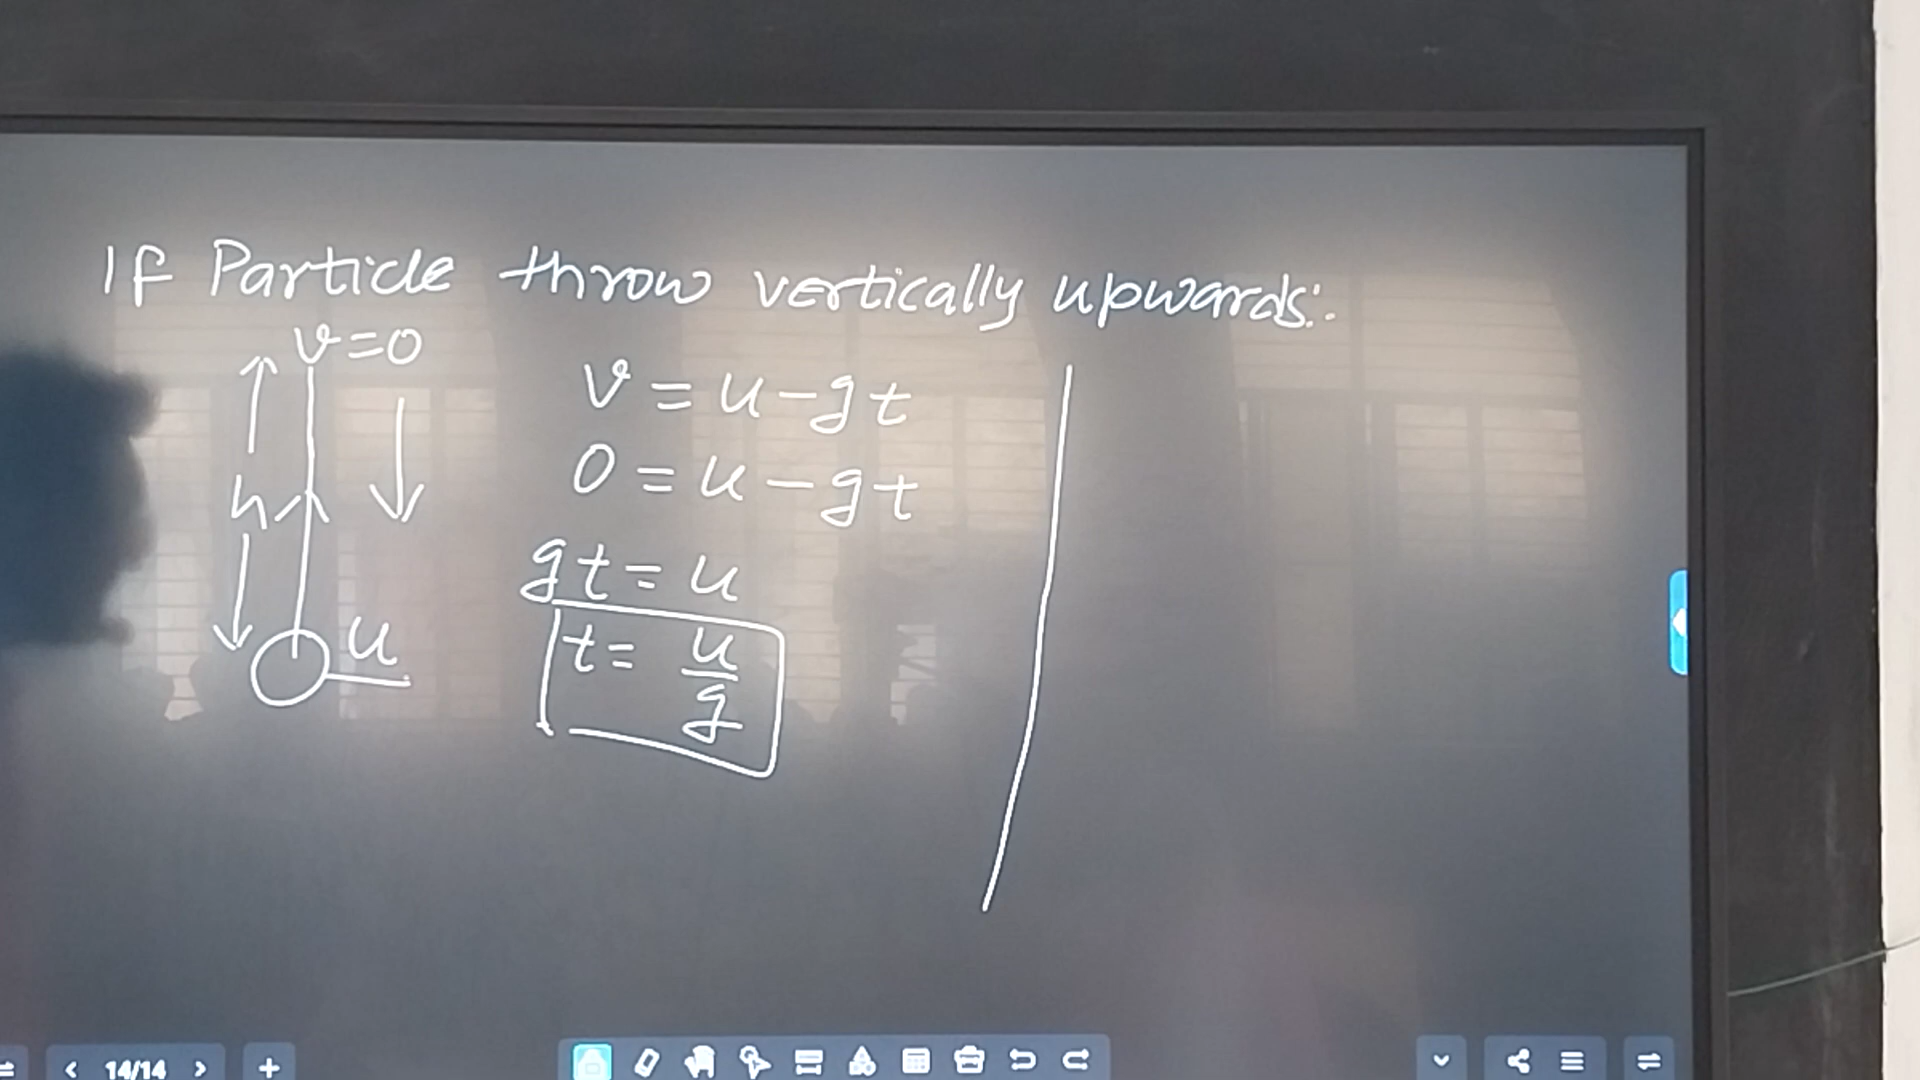 If Particle throw vertically upwards:.
v=0
h
u
v = u-gt
0 = u-gt
gt = u
t = u/g
14/14